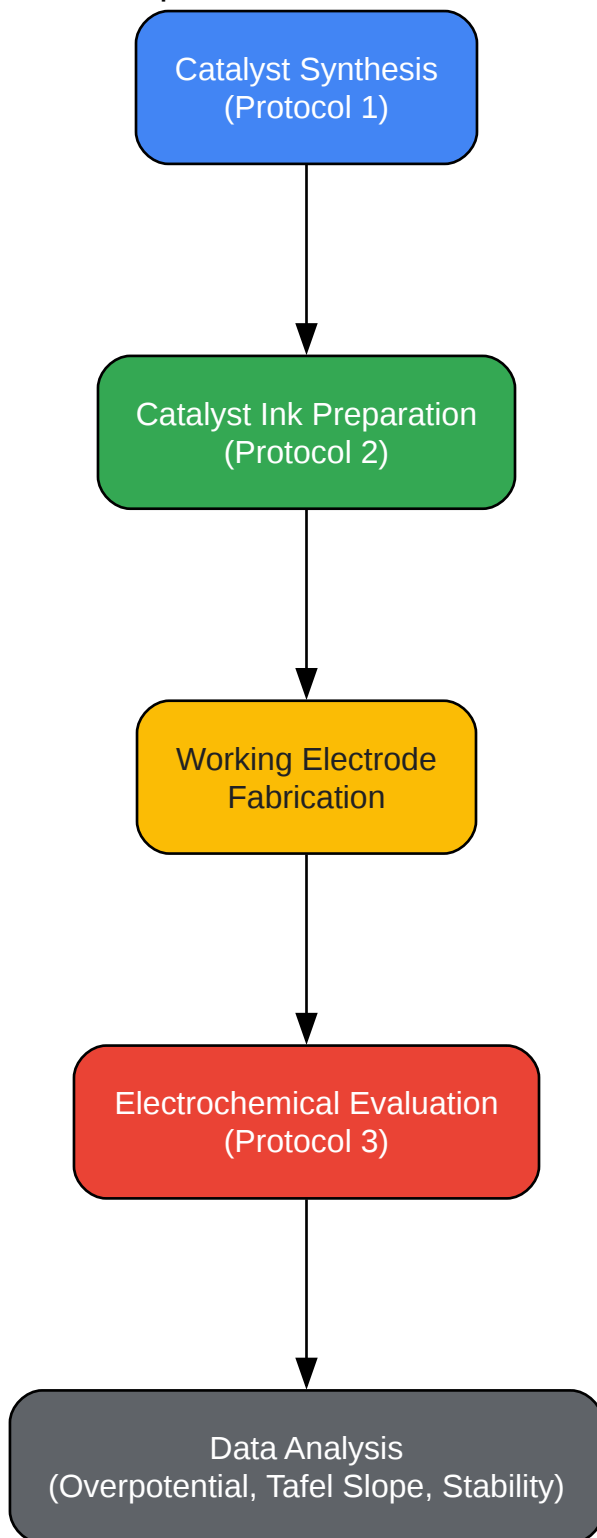 Catalyst Synthesis
(Protocol 1)
Catalyst Ink Preparation
(Protocol 2)
Working Electrode
Fabrication
Electrochemical Evaluation
(Protocol 3)
Data Analysis
(Overpotential, Tafel Slope, Stability)